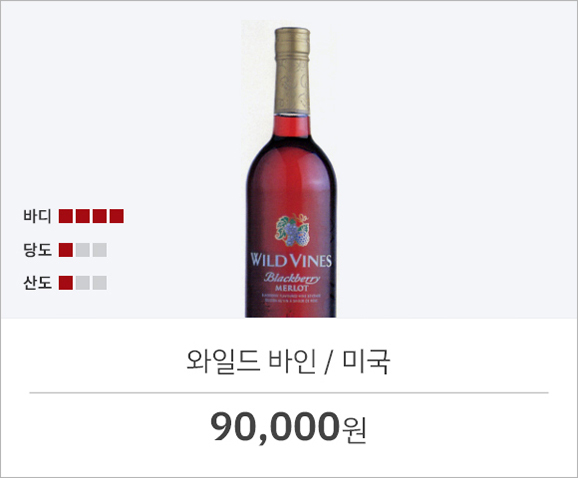 바디
당도
산도
WILD VINES
Blackberry
MERLOT
와일드 바인 / 미국
90,000원